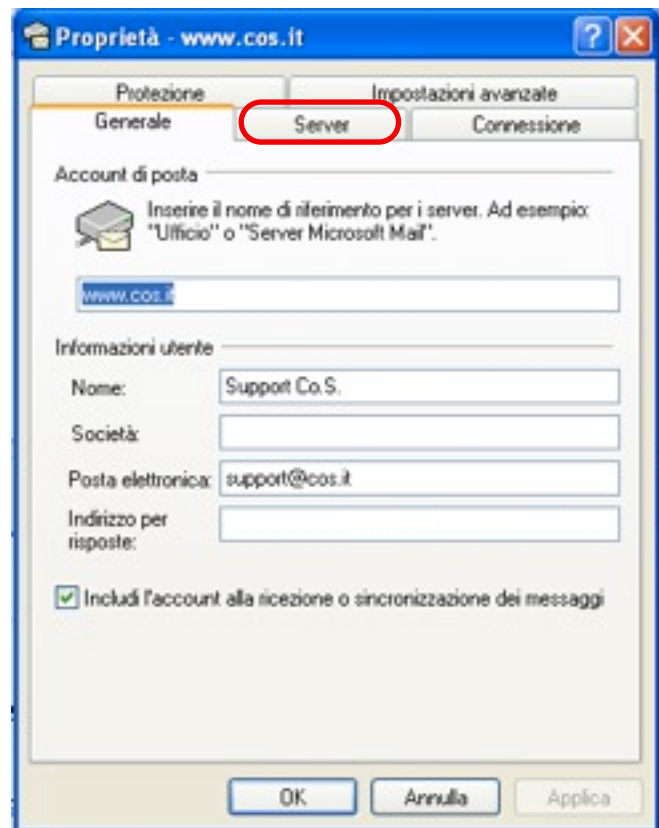 Proprietà - www.cos.it
Protezione Impostazioni avanzate
Generale Server Connessione
Account di posta
Inserire il nome di riferimento per i server. Ad esempio:
"Ufficio" o "Server Microsoft Mail".
www.cos.it
Informazioni utente
Nome: Support Co.S.
Società:
Posta elettronica: support@cos.it
Indirizzo per
risposte:
Includi l'account alla ricezione o sincronizzazione dei messaggi
OK Annulla Applica